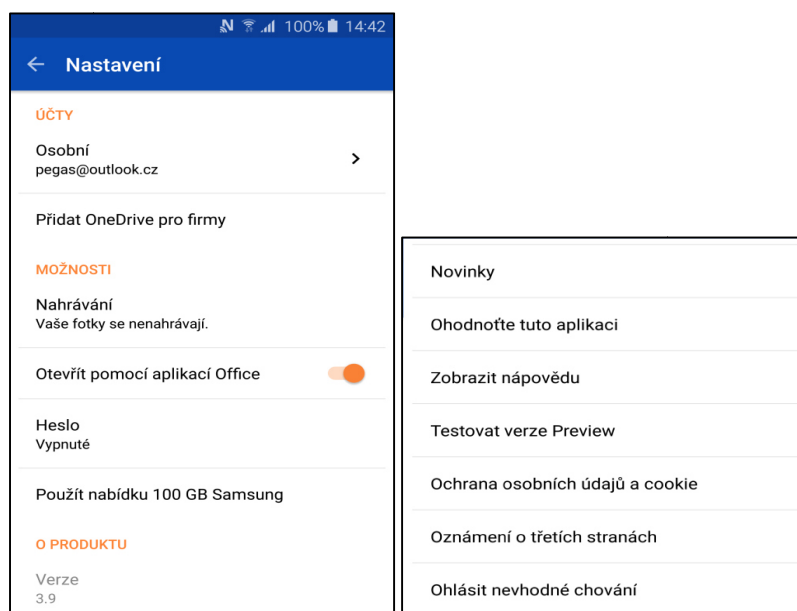 100% 14:42
Nastavení
ÚČTY
Osobní
pegas@outlook.cz
Přidat OneDrive pro firmy
MOŽNOSTI
Nahrávání
Vaše fotky se nenahrávají.
Otevřít pomocí aplikací Office
Heslo
Vypnuté
Použít nabídku 100 GB Samsung
O PRODUKTU
Verze
3.9
Novinky
Ohodnoťte tuto aplikaci
Zobrazit nápovědu
Testovat verze Preview
Ochrana osobních údajů a cookie
Oznámení o třetích stranách
Ohlásit nevhodné chování